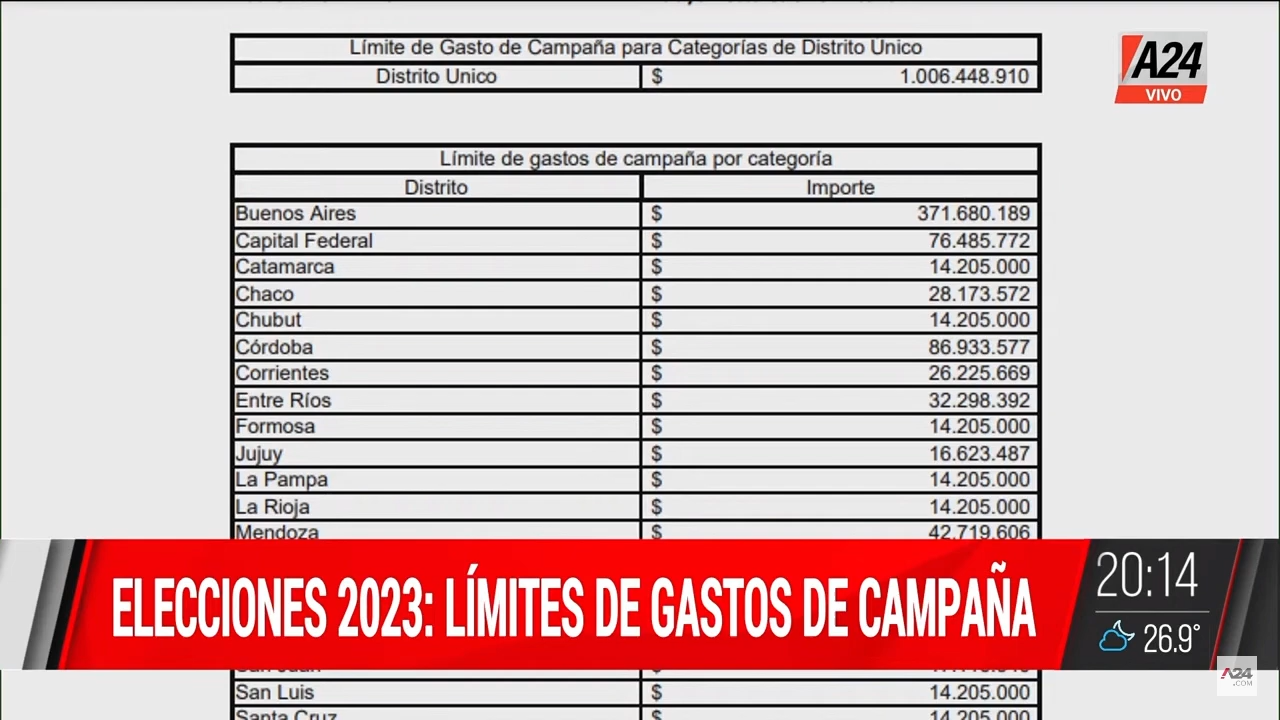 Límite de Gasto de Campaña para Categorías de Distrito Unico
Distrito Unico $ 1.006.448.910
A24
VIVO
Límite de gastos de campaña por categoría
Distrito Importe
Buenos Aires $ 371.680.189
Capital Federal $ 76.485.772
Catamarca $ 14.205.000
Chaco $ 28.173.572
Chubut $ 14.205.000
Córdoba $ 86.933.577
Corrientes $ 26.225.669
Entre Ríos $ 32.298.392
Formosa $ 14.205.000
Jujuy $ 16.623.487
La Pampa $ 14.205.000
La Rioja $ 14.205.000
Mendoza $ 42.719.606
ELECCIONES 2023: LÍMITES DE GASTOS DE CAMPAÑA
20:14
26.9°
San Juan
A24
.COM
San Luis $ 14.205.000
Santa Cruz $ 14.205.000